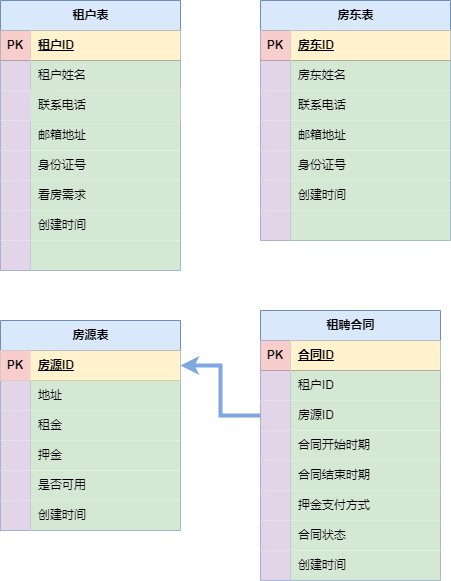 租户表
PK 租户ID
租户姓名
联系电话
邮箱地址
身份证号
看房需求
创建时间
房东表
PK 房东ID
房东姓名
联系电话
邮箱地址
身份证号
创建时间
房源表
PK 房源ID
地址
租金
押金
是否可用
创建时间
租聘合同
PK 合同ID
租户ID
房源ID
合同开始时期
合同结束时期
押金支付方式
合同状态
创建时间